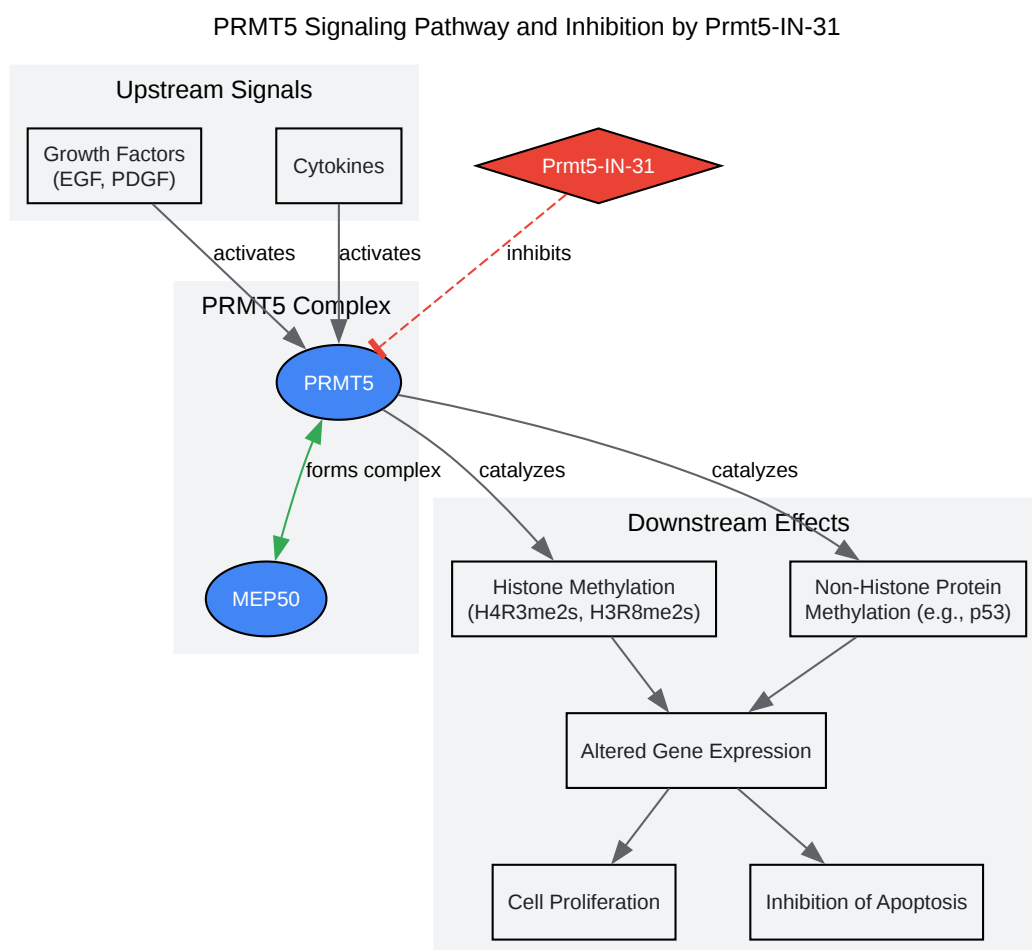 PRMT5 Signaling Pathway and Inhibition by Prmt5-IN-31
Upstream Signals
Growth Factors
(EGF, PDGF)
Cytokines
Prmt5-IN-31
activates
activates
inhibits
PRMT5 Complex
PRMT5
forms complex
catalyzes
catalyzes
MEP50
Downstream Effects
Histone Methylation
(H4R3me2s, H3R8me2s)
Non-Histone Protein
Methylation (e.g., p53)
Altered Gene Expression
Cell Proliferation
Inhibition of Apoptosis